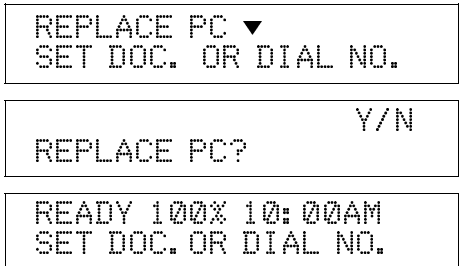 REPLACE PC ▼
SET DOC. OR DIAL NO.
Y/N
REPLACE PC?
READY 100% 10:00AM
SET DOC. OR DIAL NO.